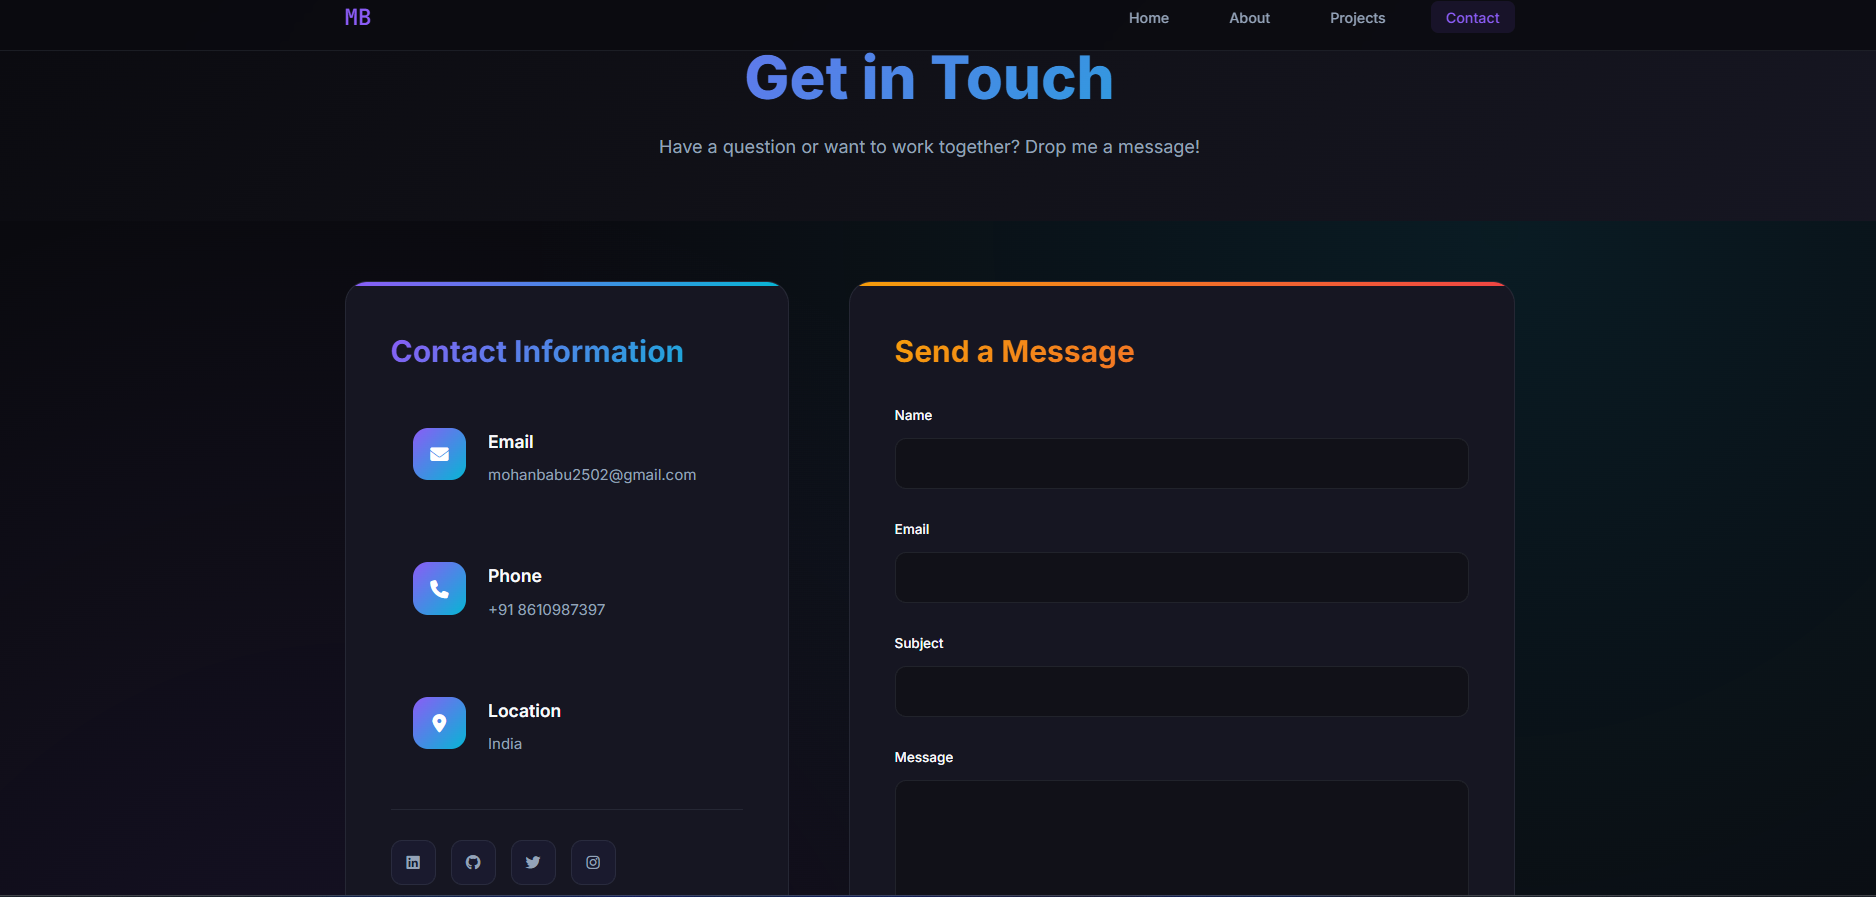 MB
Home
About
Projects
Contact
Get in Touch
Have a question or want to work together? Drop me a message!
Contact Information
Email
mohanbabu2502@gmail.com
Phone
+91 8610987397
Location
India
Send a Message
Name
Email
Subject
Message